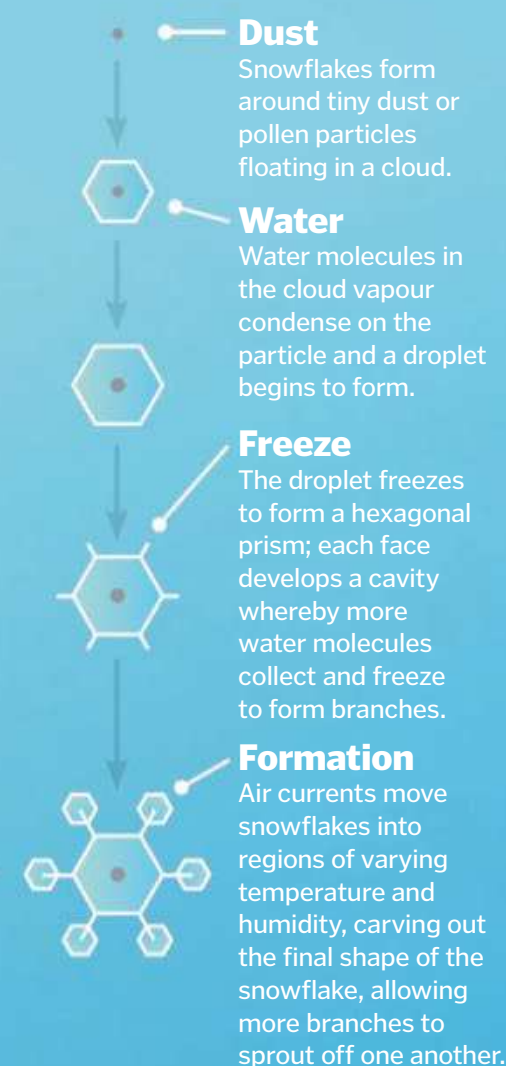 Dust
Snowflakes form
around tiny dust or
pollen particles
floating in a cloud.
Water
Water molecules in
the cloud vapour
condense on the
particle and a droplet
begins to form.
Freeze
The droplet freezes
to form a hexagonal
prism; each face
develops a cavity
whereby more
water molecules
collect and freeze
to form branches.
Formation
Air currents move
snowflakes into
regions of varying
temperature and
humidity, carving out
the final shape of the
snowflake, allowing
more branches to
sprout off one another.